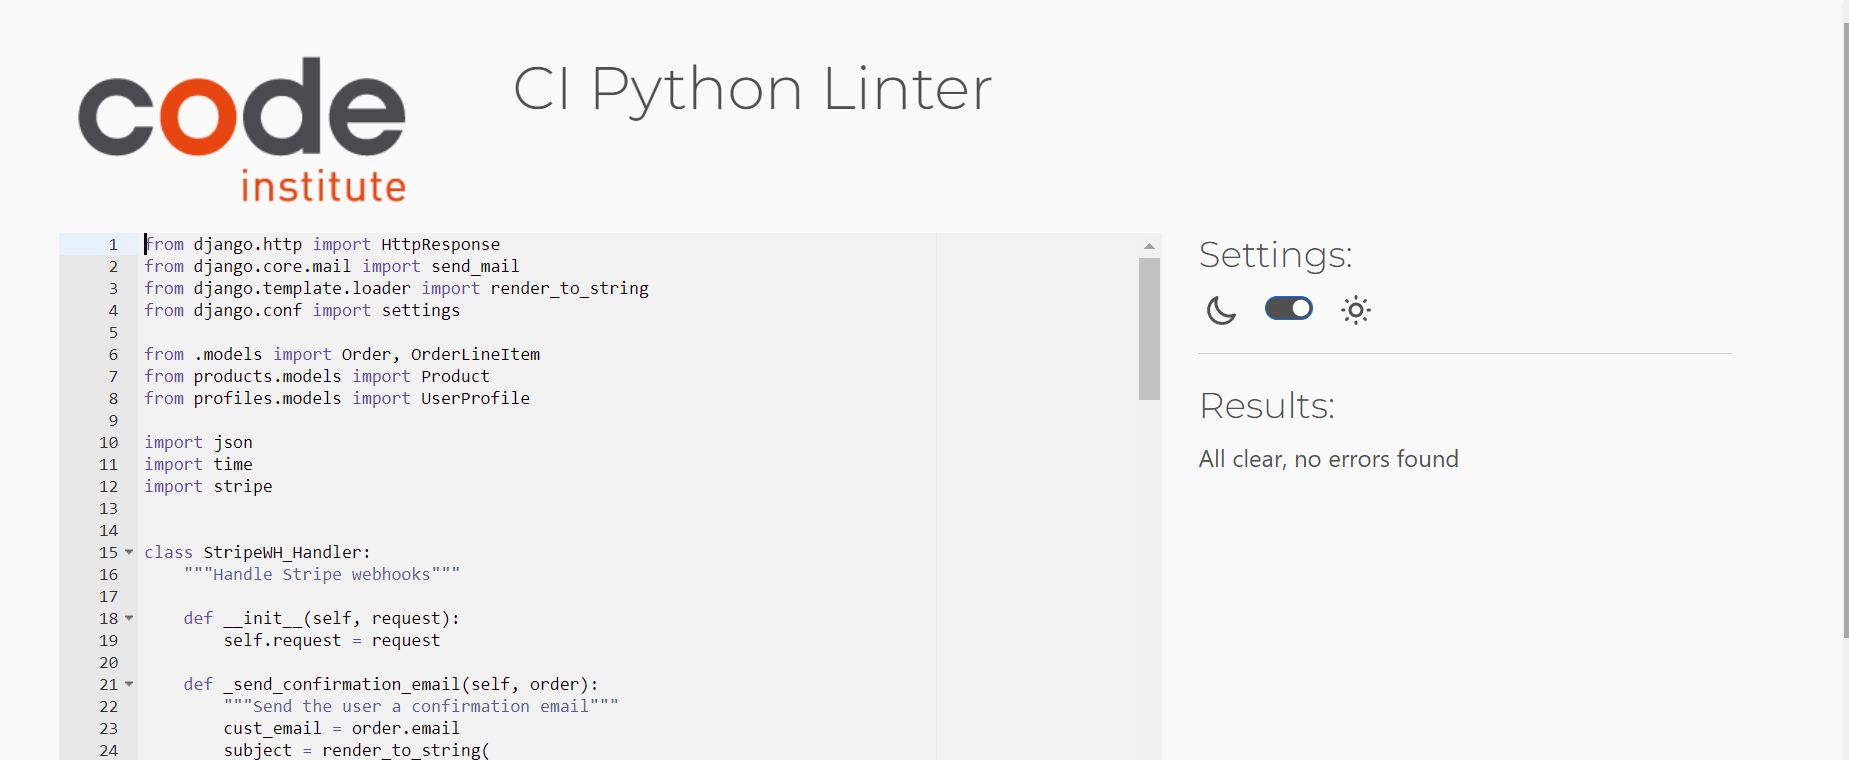 code
institute
CI Python Linter
1 from django.http import HttpResponse
2 from django.core.mail import send_mail
3 from django.template.loader import render_to_string
4 from django.conf import settings
5
6 from .models import Order, OrderLineItem
7 from products.models import Product
8 from profiles.models import UserProfile
9
10 import json
11 import time
12 import stripe
13
14
15 class StripeWH_Handler:
16     """Handle Stripe webhooks"""
17
18     def __init__(self, request):
19         self.request = request
20
21     def _send_confirmation_email(self, order):
22         """Send the user a confirmation email"""
23         cust_email = order.email
24         subject = render_to_string(
Settings:
Results:
All clear, no errors found